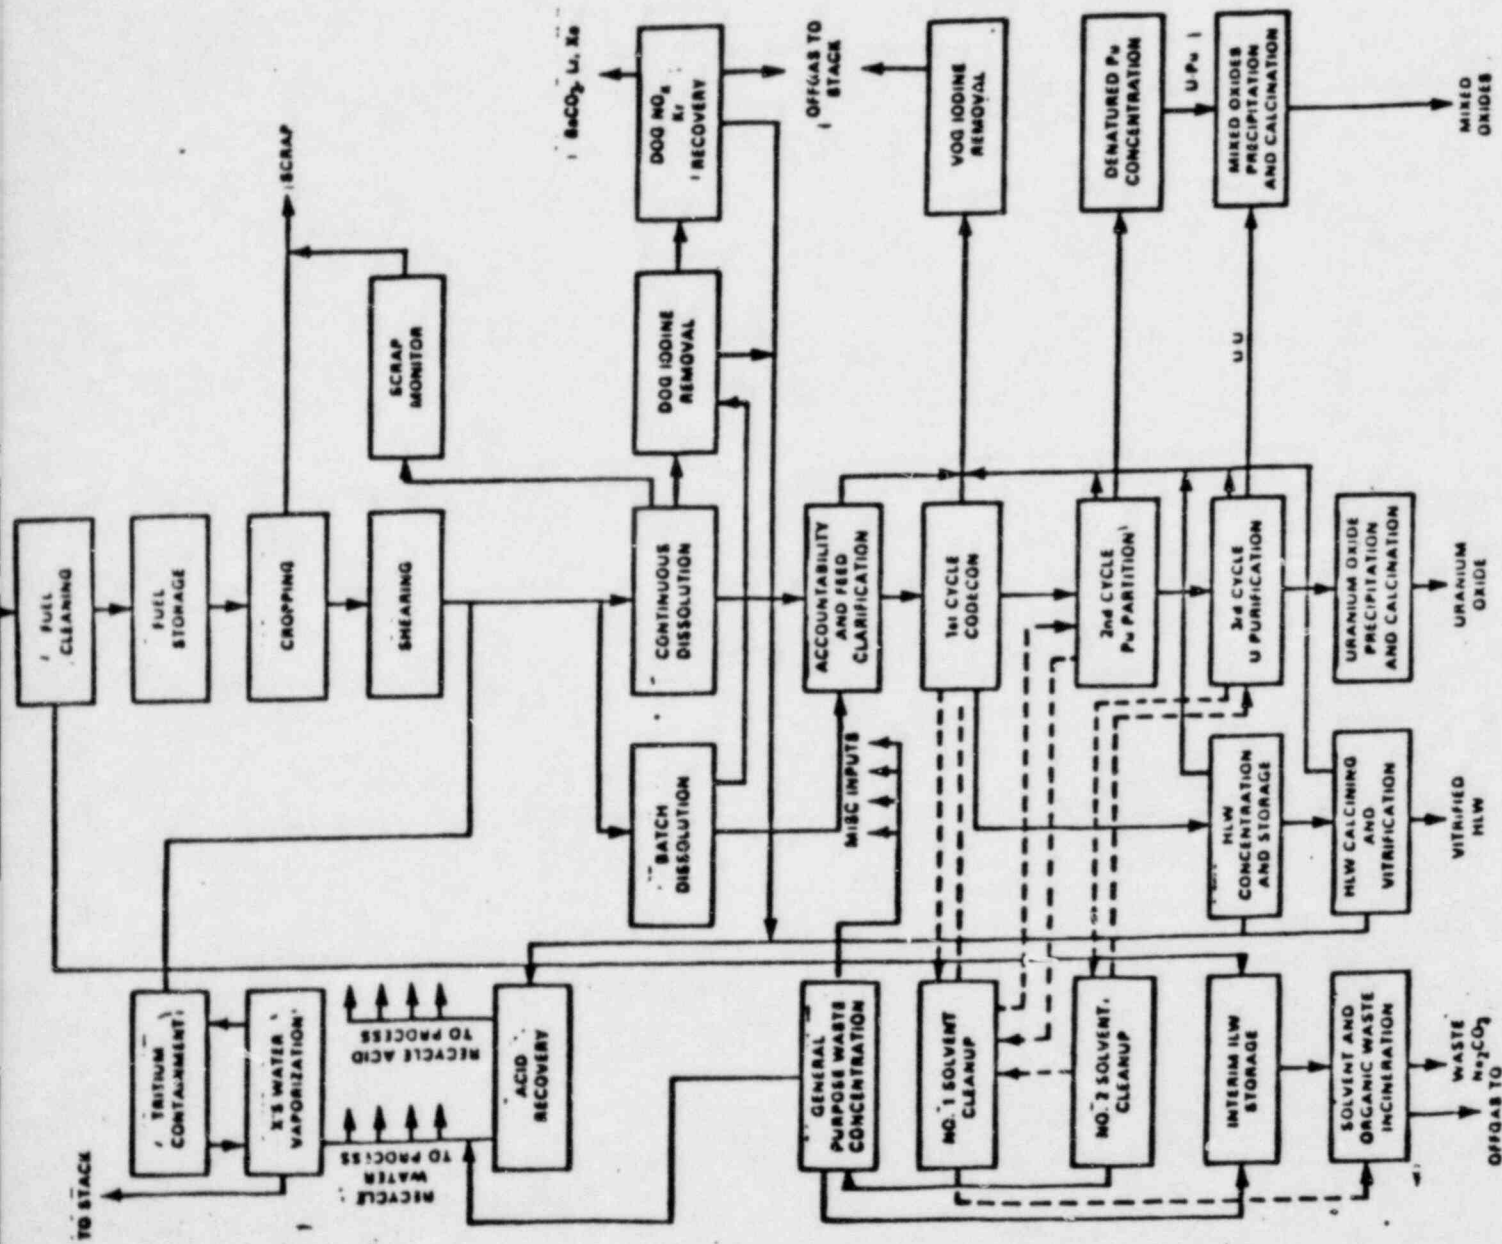 FUEL
CLEANING
FUEL
STORAGE
CROPPING
SHEARING
SCRAP
SCRAP
MONITOR
CONTINUOUS
DISSOLUTION
BATCH
DISSOLUTION
DOG IODINE
REMOVAL
DOG NOx
Kr
RECOVERY
OFFGAS TO
STACK
VOG IODINE
REMOVAL
ACCOUNTABILITY
AND FEED
CLARIFICATION
MISC INPUTS
1st CYCLE
CODECON
2nd CYCLE
Pu PARTITION
3rd CYCLE
U PURIFICATION
DENATURED Pu
CONCENTRATION
U-Pu
MIXED OXIDES
PRECIPITATION
AND CALCINATION
MIXED
OXIDES
URANIUM OXIDE
PRECIPITATION
AND CALCINATION
URANIUM
OXIDE
HLW
CONCENTRATION
AND STORAGE
HLW CALCINING
AND
VITRIFICATION
VITRIFIED
HLW
TRITIUM
CONTAINMENT
X'S WATER
VAPORIZATION
TO STACK
RECYCLE
WATER
TO PROCESS
RECYCLE ACID
TO PROCESS
ACID
RECOVERY
GENERAL
PURPOSE WASTE
CONCENTRATION
NO. 1 SOLVENT
CLEANUP
NO. 2 SOLVENT
CLEANUP
INTERIM ILW
STORAGE
SOLVENT AND
ORGANIC WASTE
INCINERATION
WASTE
Na2CO3
OFFGAS TO